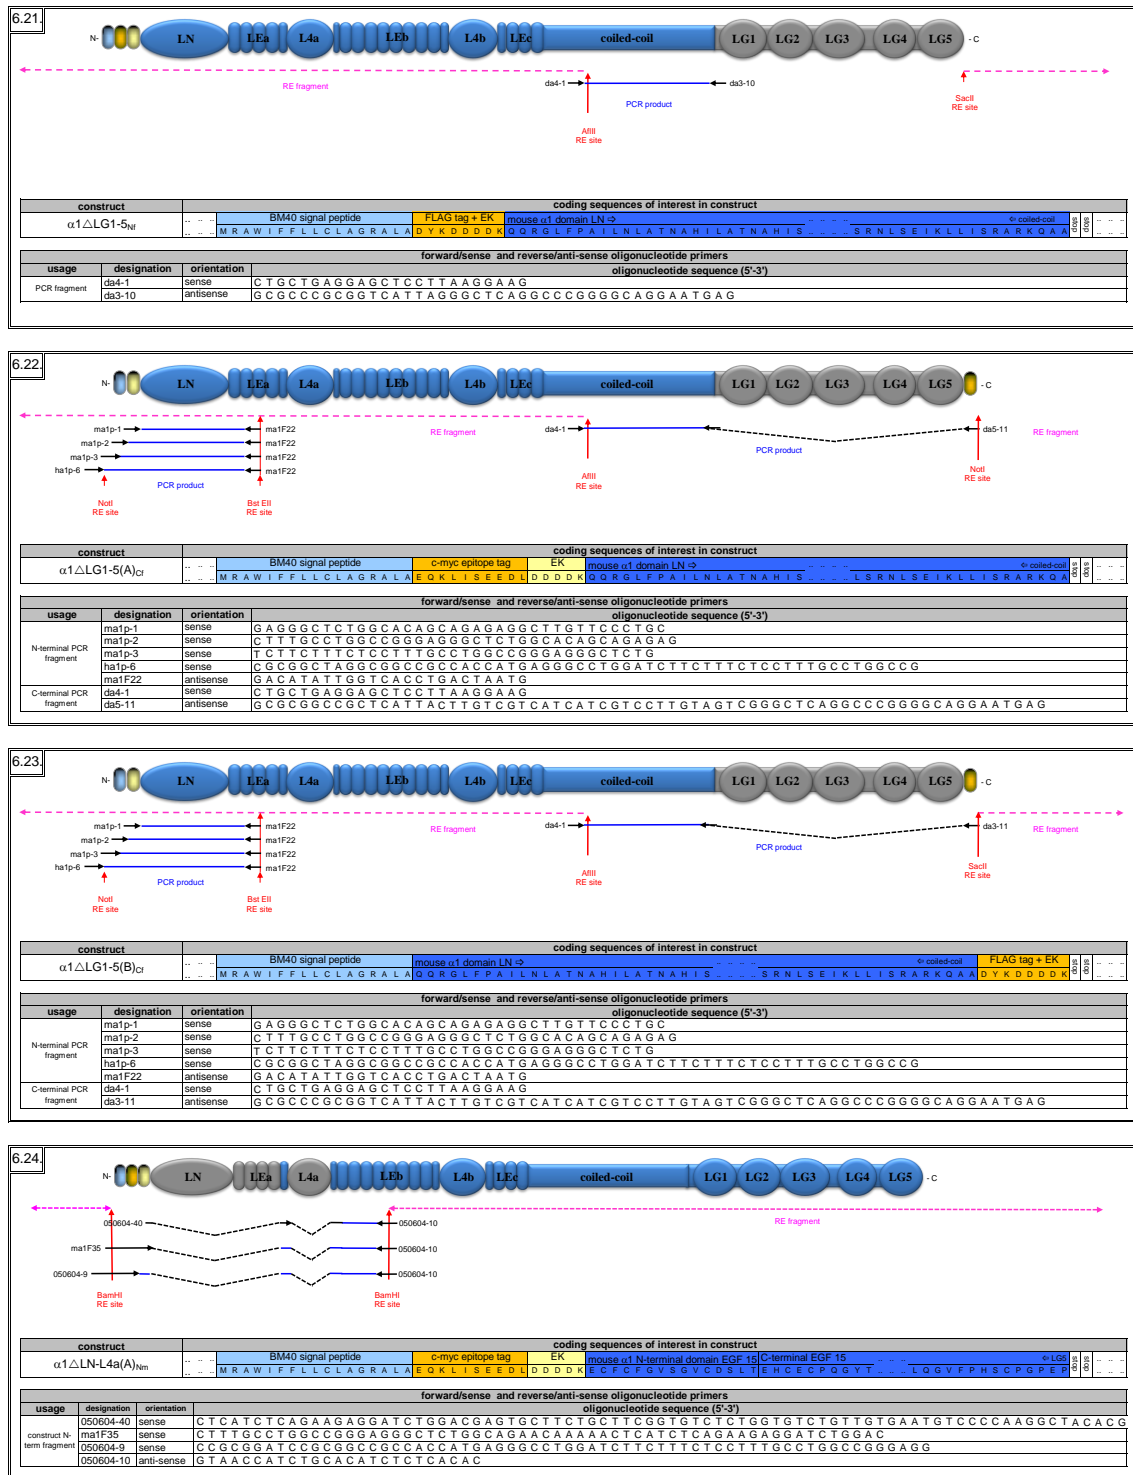 6.21.
N- LN LEa L4a LEb L4b LEc coiled-coil LG1 LG2 LG3 LG4 LG5 - C
RE fragment
da4-1 da3-10
PCR product
AflII
RE site
SacII
RE site
construct coding sequences of interest in construct
α1△LG1-5Nf
BM40 signal peptide FLAG tag + EK mouse α1 domain LN ⇨ ⇦ coiled-coil stop stop
.. .. .. M R A W I F F L L C L A G R A L A D Y K D D D D K Q Q R G L F P A I L N L A T N A H I L A T N A H I S . . . . . S R N L S E I K L L I S R A R K Q A A .. .. ..
forward/sense and reverse/anti-sense oligonucleotide primers
usage designation orientation oligonucleotide sequence (5'-3')
PCR fragment da4-1 sense C T G C T G A G G A G C T C C T T A A G G A A G
da3-10 antisense G C G C C C G C G G T C A T T A G G G C T C A G G C C C G G G G C A G G A A T G A G
6.22.
N- LN LEa L4a LEb L4b LEc coiled-coil LG1 LG2 LG3 LG4 LG5 - C
ma1p-1 ma1F22 RE fragment da4-1 da5-11 RE fragment
ma1p-2 ma1F22
ma1p-3 ma1F22
ha1p-6 ma1F22
PCR product PCR product
NotI
RE site
Bst EII
RE site
AflII
RE site
NotI
RE site
construct coding sequences of interest in construct
α1△LG1-5(A)Cf
BM40 signal peptide c-myc epitope tag EK mouse α1 domain LN ⇨ ⇦ coiled-coil stop stop
.. .. .. M R A W I F F L L C L A G R A L A E Q K L I S E E D L D D D D K Q Q R G L F P A I L N L A T N A H I S . . . . . L S R N L S E I K L L I S R A R K Q A .. .. ..
forward/sense and reverse/anti-sense oligonucleotide primers
usage designation orientation oligonucleotide sequence (5'-3')
N-terminal PCR fragment
ma1p-1 sense G A G G G C T C T G G C A C A G C A G A G A G G C T T G T T C C C T G C
ma1p-2 sense C T T T G C C T G G C C G G G A G G G C T C T G G C A C A G C A G A G A G
ma1p-3 sense T C T T C T T T C T C C T T T G C C T G G C C G G G A G G G C T C T G
ha1p-6 sense C G C G G C T A G G C G G C C G C C A C C A T G A G G G C C T G G A T C T T C T T T C T C C T T T G C C T G G C C G
ma1F22 antisense G A C A T A T T G G T C A C C T G A C T A A T G
C-terminal PCR fragment
da4-1 sense C T G C T G A G G A G C T C C T T A A G G A A G
da5-11 antisense G C G C G G C C G C T C A T T A C T T G T C G T C A T C A T C G T C C T T G T A G T C G G G C T C A G G C C C G G G G C A G G A A T G A G
6.23.
N- LN LEa L4a LEb L4b LEc coiled-coil LG1 LG2 LG3 LG4 LG5 - C
ma1p-1 ma1F22 RE fragment da4-1 da3-11 RE fragment
ma1p-2 ma1F22
ma1p-3 ma1F22
ha1p-6 ma1F22
PCR product PCR product
NotI
RE site
Bst EII
RE site
AflII
RE site
SacII
RE site
construct coding sequences of interest in construct
α1△LG1-5(B)Cf
BM40 signal peptide mouse α1 domain LN ⇨ ⇦ coiled-coil FLAG tag + EK stop stop
.. .. .. M R A W I F F L L C L A G R A L A Q Q R G L F P A I L N L A T N A H I L A T N A H I S . . . . . S R N L S E I K L L I S R A R K Q A A D Y K D D D D K .. .. ..
forward/sense and reverse/anti-sense oligonucleotide primers
usage designation orientation oligonucleotide sequence (5'-3')
N-terminal PCR fragment
ma1p-1 sense G A G G G C T C T G G C A C A G C A G A G A G G C T T G T T C C C T G C
ma1p-2 sense C T T T G C C T G G C C G G G A G G G C T C T G G C A C A G C A G A G A G
ma1p-3 sense T C T T C T T T C T C C T T T G C C T G G C C G G G A G G G C T C T G
ha1p-6 sense C G C G G C T A G G C G G C C G C C A C C A T G A G G G C C T G G A T C T T C T T T C T C C T T T G C C T G G C C G
ma1F22 antisense G A C A T A T T G G T C A C C T G A C T A A T G
C-terminal PCR fragment
da4-1 sense C T G C T G A G G A G C T C C T T A A G G A A G
da3-11 antisense G C G C C C G C G G T C A T T A C T T G T C G T C A T C A T C G T C C T T G T A G T C G G G C T C A G G C C C G G G G C A G G A A T G A G
6.24.
N- LN LEa L4a LEb L4b LEc coiled-coil LG1 LG2 LG3 LG4 LG5 - C
050604-40 050604-10 RE fragment
ma1F35 050604-10
050604-9 050604-10
BamHI
RE site
BamHI
RE site
construct coding sequences of interest in construct
α1△LN-L4a(A)Nm
BM40 signal peptide c-myc epitope tag EK mouse α1 N-terminal domain EGF 15 C-terminal EGF 15 ⇦ LG5 stop stop
.. .. .. M R A W I F F L L C L A G R A L A E Q K L I S E E D L D D D D K E C F C F G V S G V C D S L T E H C E C P Q G Y T . . . . L Q G V F P H S C P G P E P .. .. ..
forward/sense and reverse/anti-sense oligonucleotide primers
usage designation orientation oligonucleotide sequence (5'-3')
construct N-term fragment
050604-40 sense C T C A T C T C A G A A G A G G A T C T G G A C G A G T G C T T C T G C T T C G G T G T C T C T G G T G T C T G T T G T G A A T G T C C C C A A G G C T A C A C G
ma1F35 sense C T T T G C C T G G C C G G G A G G G C T C T G G C A G A A C A A A A A C T C A T C T C A G A A G A G G A T C T G G A C
050604-9 sense C C G C G G A T C C G C G G C C G C C A C C A T G A G G G C C T G G A T C T T C T T T C T C C T T T G C C T G G C C G G G A G G
050604-10 anti-sense G T A A C C A T C T G C A C A T C T C T C A C A C